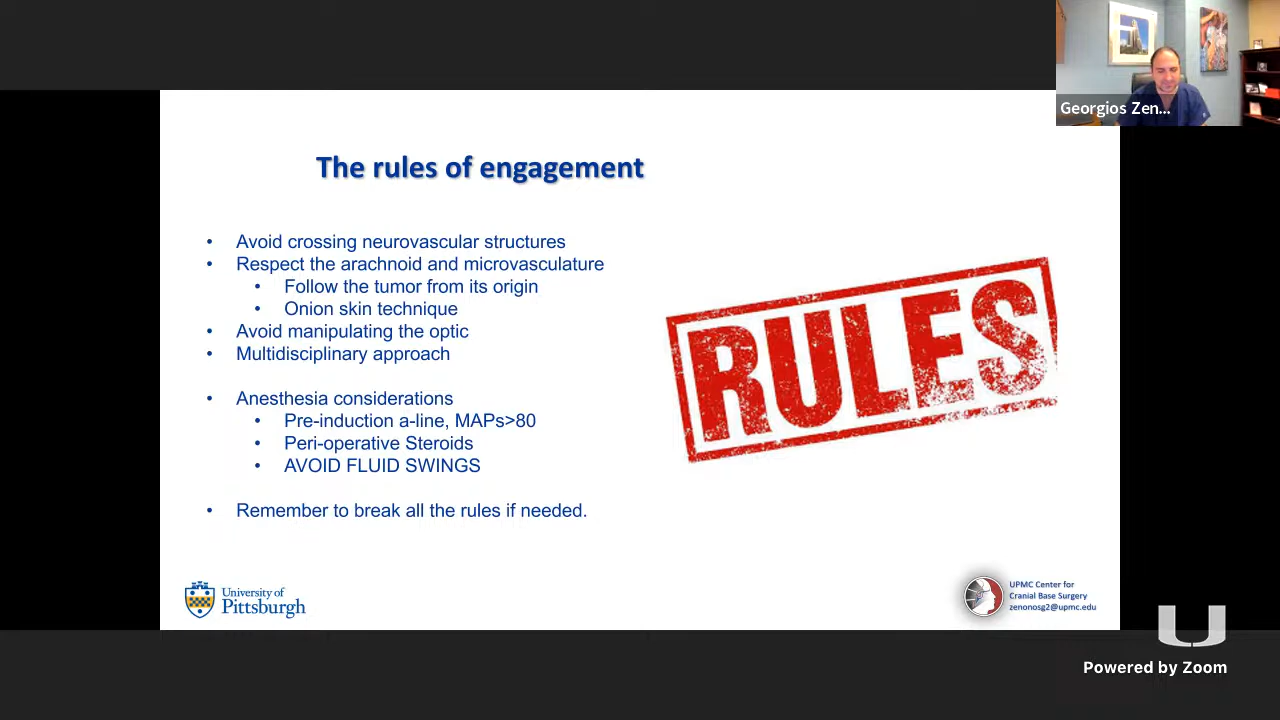 Georgios Zen...
The rules of engagement
• Avoid crossing neurovascular structures
• Respect the arachnoid and microvasculature
• Follow the tumor from its origin
• Onion skin technique
• Avoid manipulating the optic
• Multidisciplinary approach
• Anesthesia considerations
• Pre-induction a-line, MAPs>80
• Peri-operative Steroids
• AVOID FLUID SWINGS
• Remember to break all the rules if needed.
RULES
University of
Pittsburgh
UPMC Center for
Cranial Base Surgery
zenonosg2@upmc.edu
U
Powered by Zoom